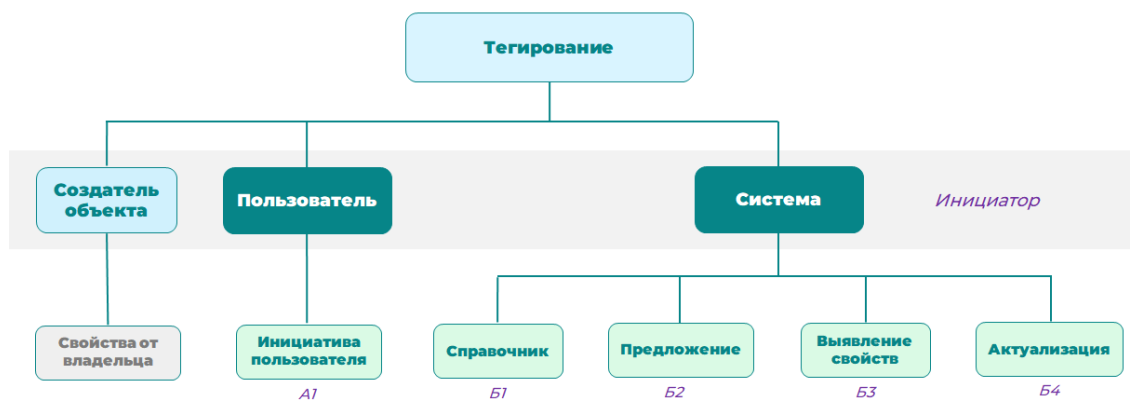 Тегирование
Создатель
объекта
Пользователь
Система
Инициатор
Свойства от
владельца
Инициатива
пользователя
Справочник
Предложение
Выявление
свойств
Актуализация
А1
Б1
Б2
Б3
Б4